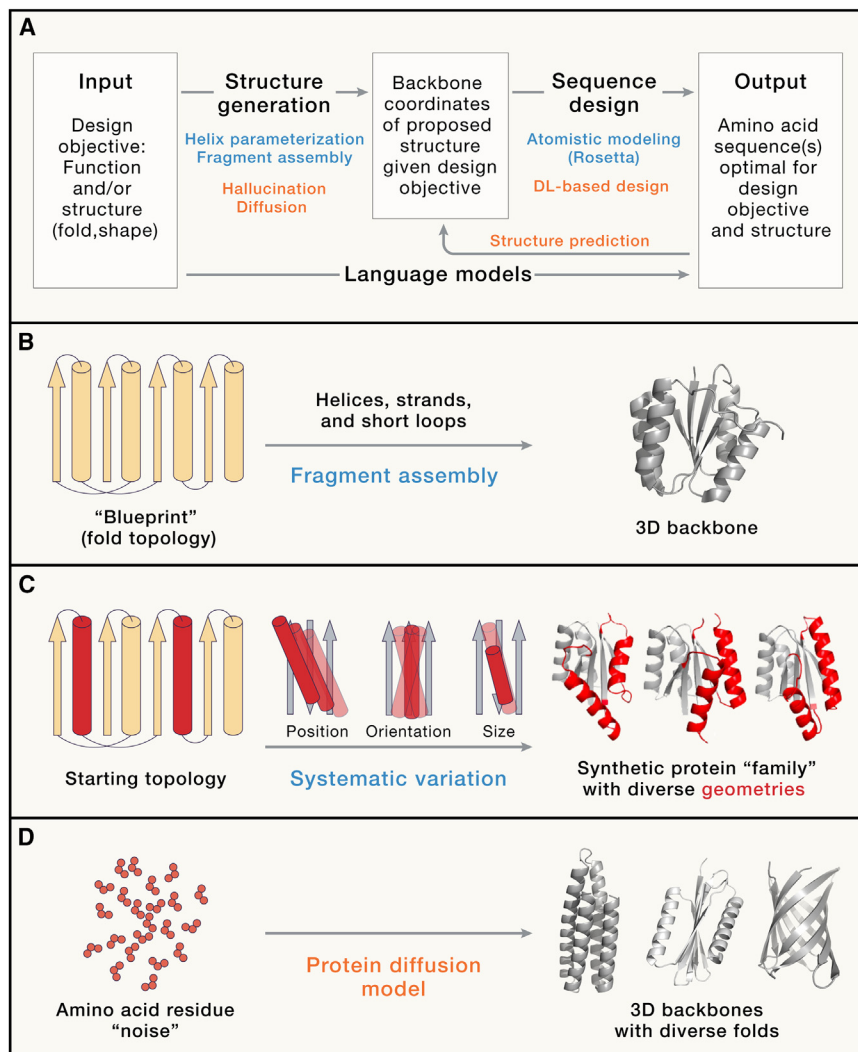 A
Input
Design
objective:
Function
and/or
structure
(fold,shape)
Structure
generation
Helix parameterization
Fragment assembly
Hallucination
Diffusion
Backbone
coordinates
of proposed
structure
given design
objective
Sequence
design
Atomistic modeling
(Rosetta)
DL-based design
Output
Amino acid
sequence(s)
optimal for
design
objective
and structure
Structure prediction
Language models
B
Helices, strands,
and short loops
Fragment assembly
“Blueprint”
(fold topology)
3D backbone
C
Position
Orientation
Size
Starting topology
Systematic variation
Synthetic protein “family”
with diverse geometries
D
Protein diffusion
model
Amino acid residue
“noise”
3D backbones
with diverse folds